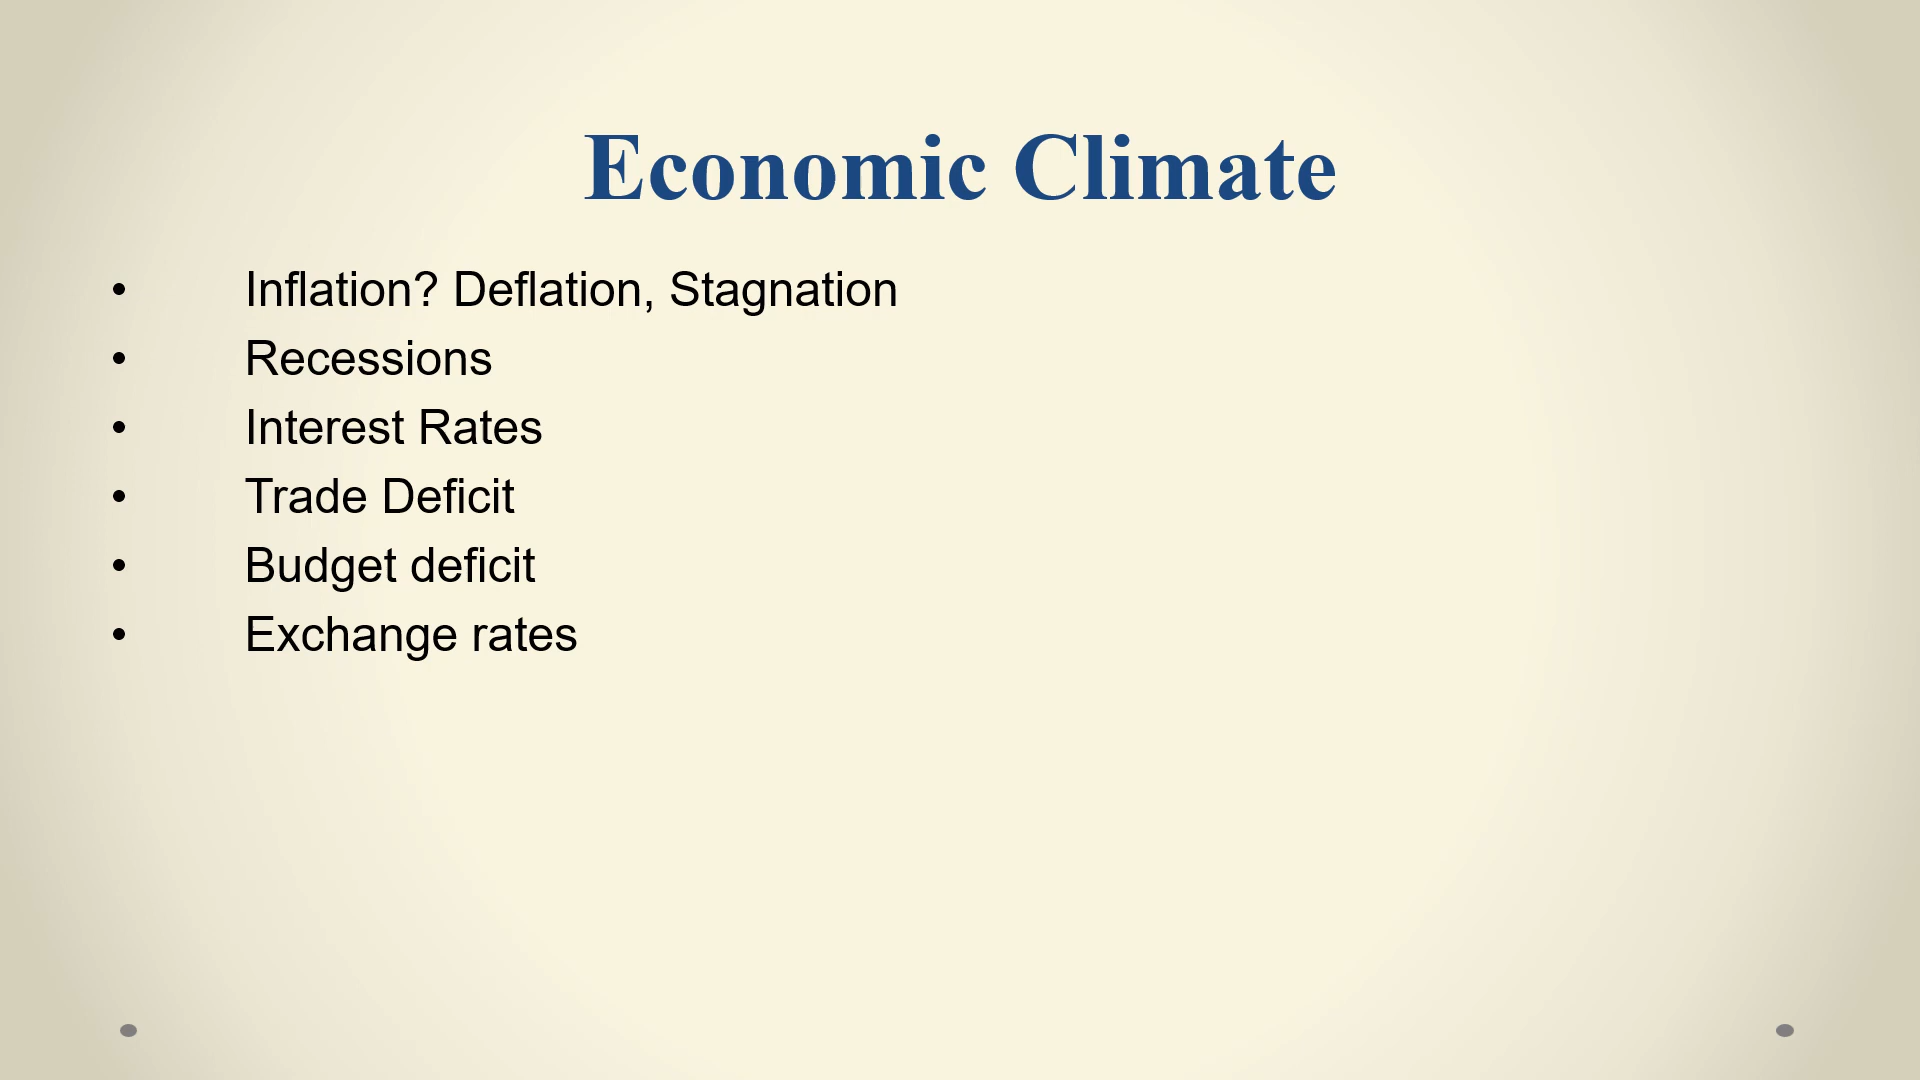 Economic Climate
• Inflation? Deflation, Stagnation
• Recessions
• Interest Rates
• Trade Deficit
• Budget deficit
• Exchange rates